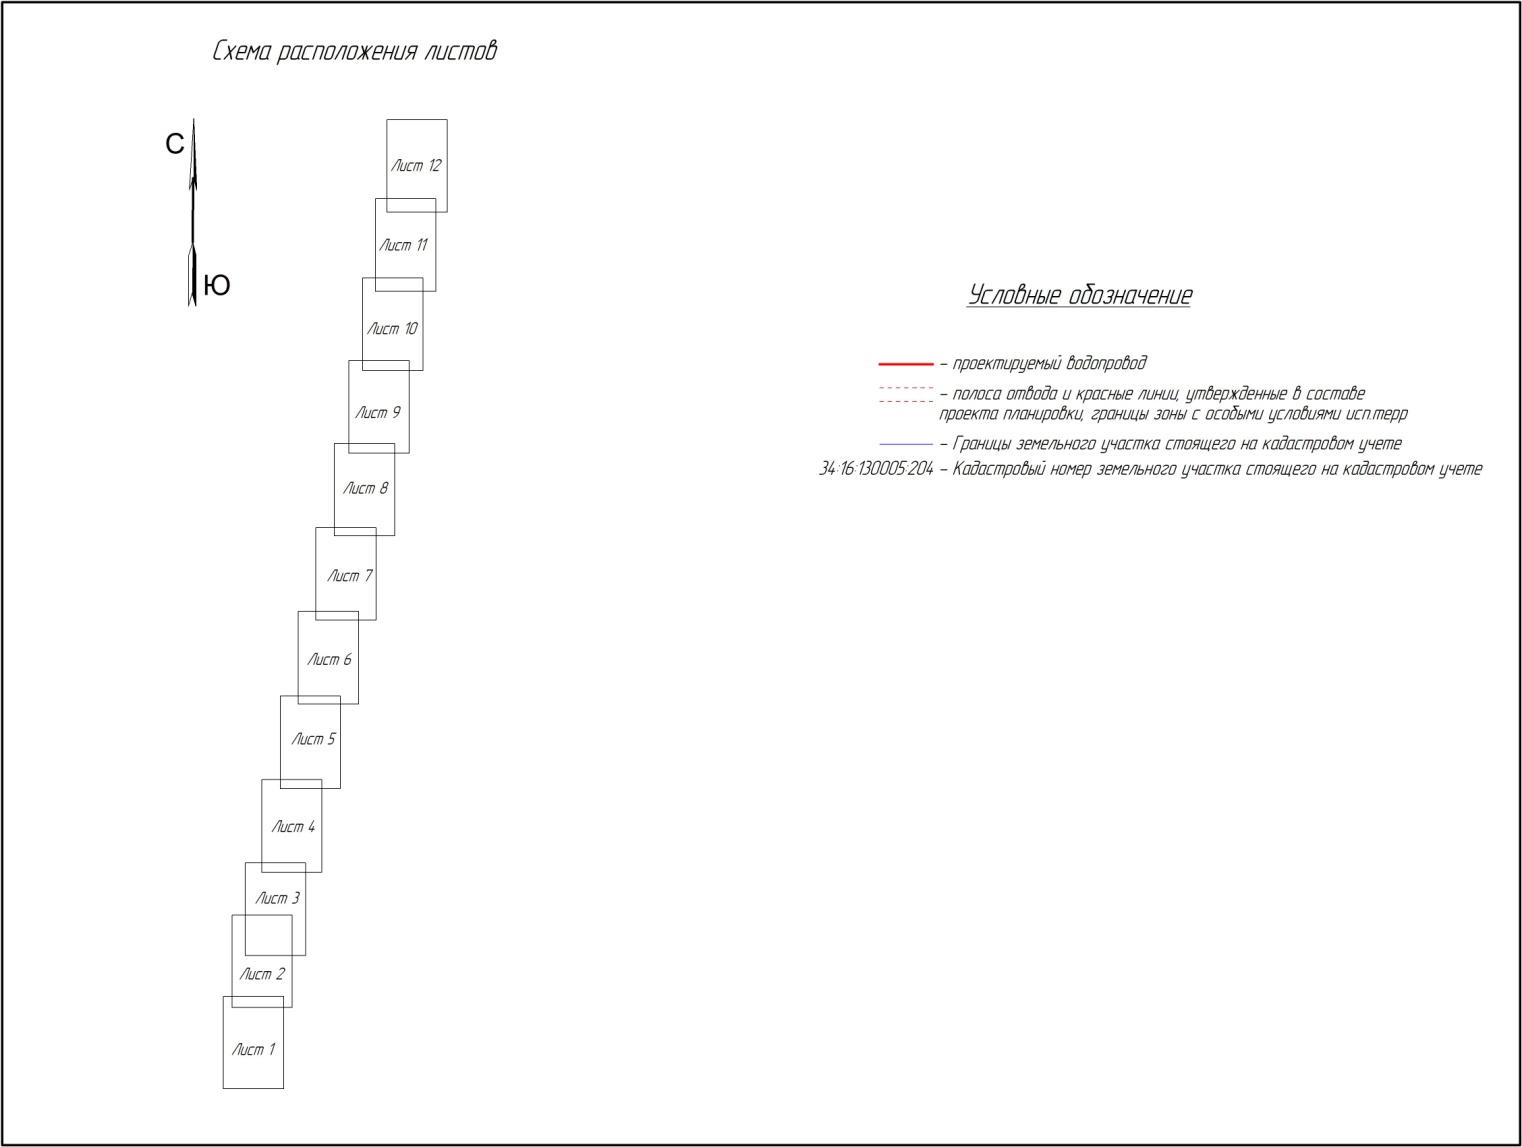 Схема расположения листов
С
Ю
Лист 12
Лист 11
Лист 10
Лист 9
Лист 8
Лист 7
Лист 6
Лист 5
Лист 4
Лист 3
Лист 2
Лист 1
Условные обозначение
– проектируемый водопровод
– полоса отвода и красные линии, утвержденные в составе
проекта планировки, границы зоны с особыми условиями исп.терр
– Границы земельного участка стоящего на кадастровом учете
34:16:130005:204 – Кадастровый номер земельного участка стоящего на кадастровом учете